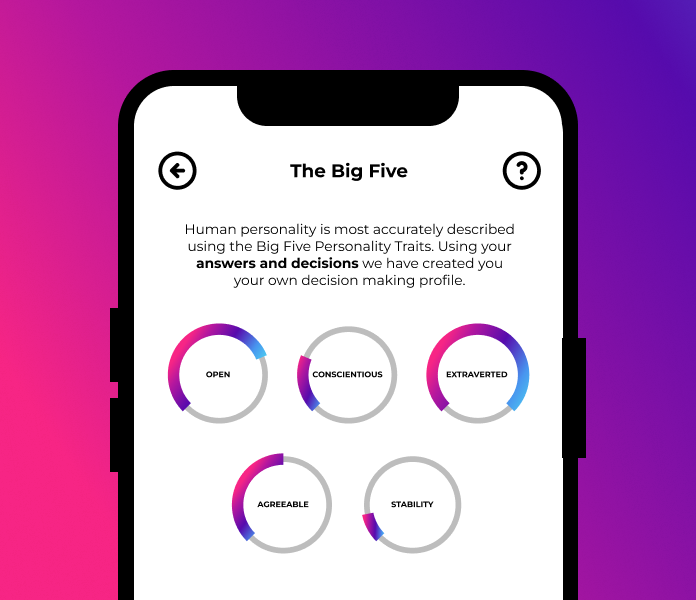 The Big Five
?
Human personality is most accurately described
using the Big Five Personality Traits. Using your
answers and decisions we have created you
your own decision making profile.
OPEN
CONSCIENTIOUS
EXTRAVERTED
AGREEABLE
STABILITY